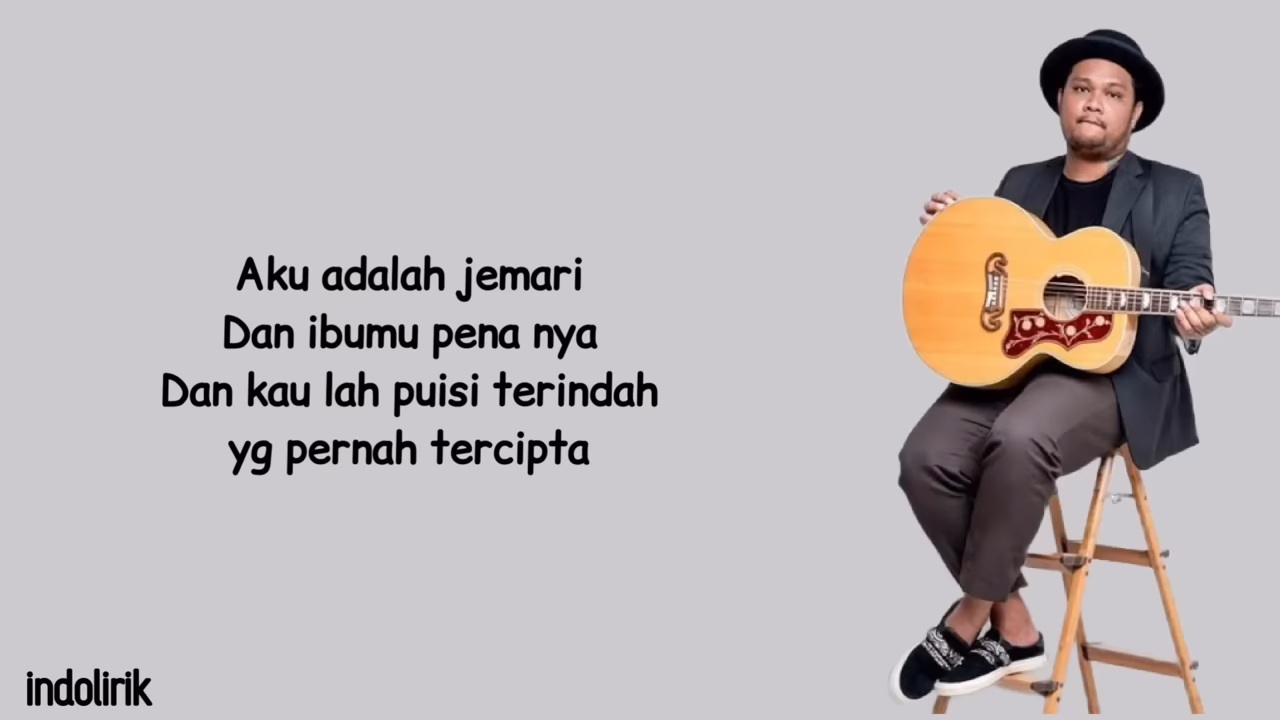 Aku adalah jemari
Dan ibumu pena nya
Dan kau lah puisi terindah
yg pernah tercipta
indolirik